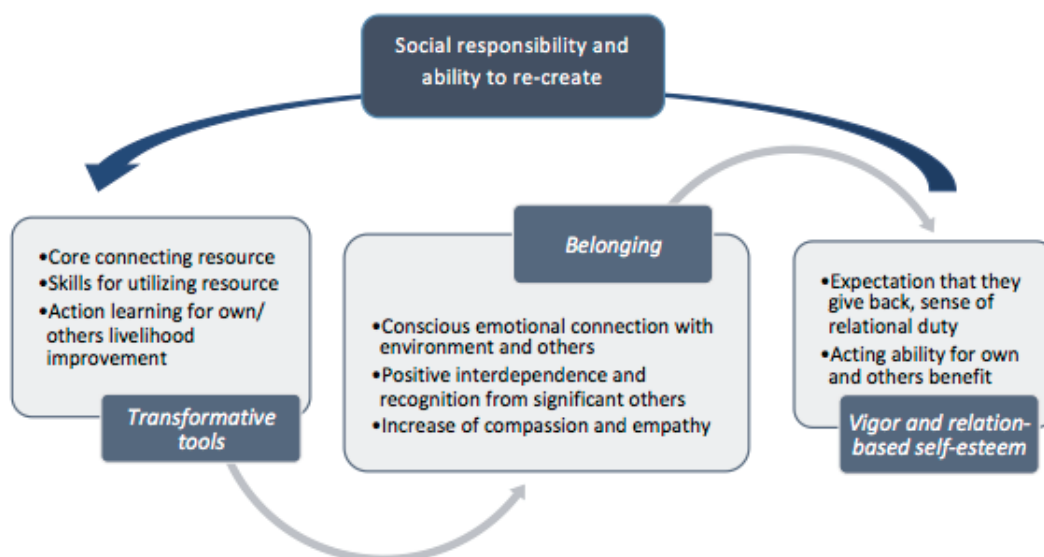 Social responsibility and
ability to re-create
•Core connecting resource
•Skills for utilizing resource
•Action learning for own/
others livelihood
improvement
Transformative
tools
Belonging
•Conscious emotional connection with
environment and others
•Positive interdependence and
recognition from significant others
•Increase of compassion and empathy
•Expectation that they
give back, sense of
relational duty
•Acting ability for own
and others benefit
Vigor and relation-
based self-esteem